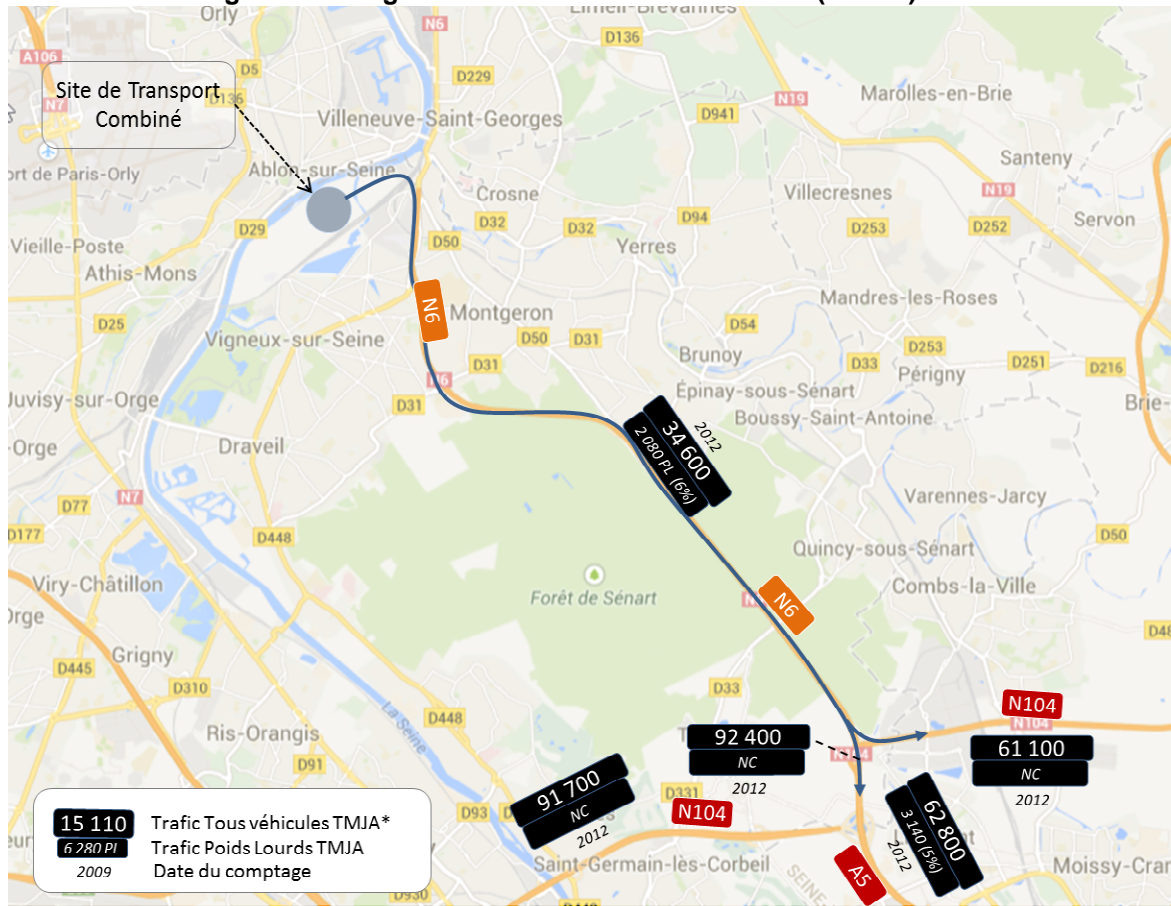 Orly
N6
D136
A106
D5
D229
N7
Site de Transport
Combiné
D136
Villeneuve-Saint-Georges
D941
N19
Marolles-en-Brie
Santeny
ort de Paris-Orly
Ablon-sur-Seine
Crosne
Villecresnes
N19
Servon
D29
D32
D32
D94
D253
D252
Vieille-Poste
D50
Yerres
Athis-Mons
Mandres-les-Roses
N6
Montgeron
D25
Vigneux-sur-Seine
D50
D31
D54
D253
D31
Brunoy
D33
Périgny
D251
D216
N6
Épinay-sous-Sénart
Juvisy-sur-Orge
D31
Boussy-Saint-Antoine
Brie-
2012
34 600
2 080 PL (6%)
Orge
Draveil
N7
Varennes-Jarcy
D77
D177
D448
D50
Quincy-sous-Sénart
Viry-Châtillon
Forêt de Sénart
Combs-la-Ville
N6
Orge
Grigny
D48
D445
D310
D33
N104
La Seine
D448
N104
Ris-Orangis
92 400
NC
2012
N104
61 100
NC
2012
D91
91 700
NC
2012
D331
N104
62 800
3 140 (5%)
2012
D93
15 110 Trafic Tous véhicules TMJA*
6 280 Pl Trafic Poids Lourds TMJA
2009 Date du comptage
Saint-Germain-lès-Corbeil
A5
Moissy-Cra
D930